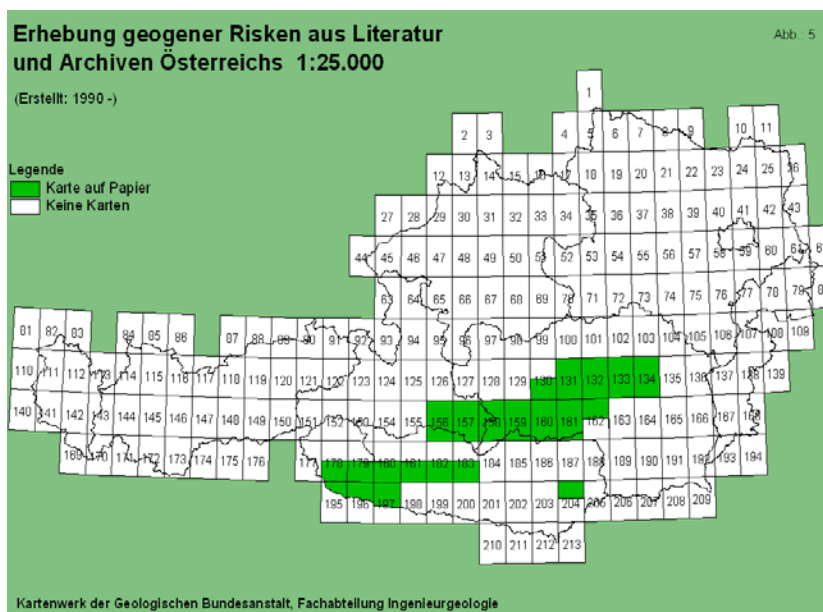 Erhebung geogener Risken aus Literatur
und Archiven Österreichs 1:25.000
Abb.: 5
(Erstellt: 1990 -)
Legende
Karte auf Papier
Keine Karten
1
2 3 4 5 6 7 8 9 10 11
12 13 14 15 16 17 18 19 20 21 22 23 24 25 26
27 28 29 30 31 32 33 34 35 36 37 38 39 40 41 42 43
44 45 46 47 48 49 50 51 52 53 54 55 56 57 58 59 60 61
63 64 65 66 67 68 69 70 71 72 73 74 75 76 77 78 79
81 82 83 84 85 86 87 88 89 90 91 92 93 94 95 96 97 98 99 100 101 102 103 104 105 106 107 108 109
110 111 112 113 114 115 116 117 118 119 120 121 122 123 124 125 126 127 128 129 130 131 132 133 134 135 136 137 138 139
140 141 142 143 144 145 146 147 148 149 150 151 152 153 154 155 156 157 158 159 160 161 162 163 164 165 166 167 168
169 170 171 172 173 174 175 176 177 178 179 180 181 182 183 184 185 186 187 188 189 190 191 192 193 194
195 196 197 198 199 200 201 202 203 204 205 206 207 208 209
210 211 212 213
Kartenwerk der Geologischen Bundesanstalt, Fachabteilung Ingenieurgeologie